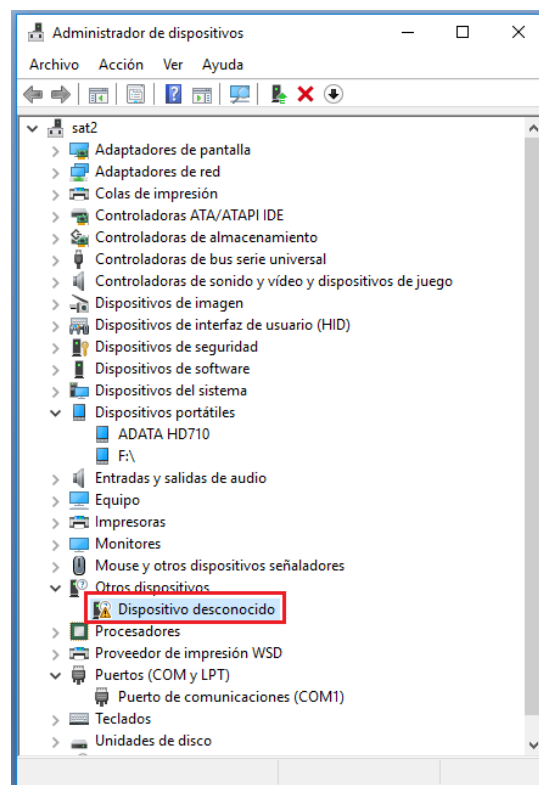 Administrador de dispositivos
Archivo Acción Ver Ayuda
sat2
Adaptadores de pantalla
Adaptadores de red
Colas de impresión
Controladoras ATA/ATAPI IDE
Controladoras de almacenamiento
Controladoras de bus serie universal
Controladoras de sonido y vídeo y dispositivos de juego
Dispositivos de imagen
Dispositivos de interfaz de usuario (HID)
Dispositivos de seguridad
Dispositivos de software
Dispositivos del sistema
Dispositivos portátiles
ADATA HD710
F:\
Entradas y salidas de audio
Equipo
Impresoras
Monitores
Mouse y otros dispositivos señaladores
Otros dispositivos
Dispositivo desconocido
Procesadores
Proveedor de impresión WSD
Puertos (COM y LPT)
Puerto de comunicaciones (COM1)
Teclados
Unidades de disco